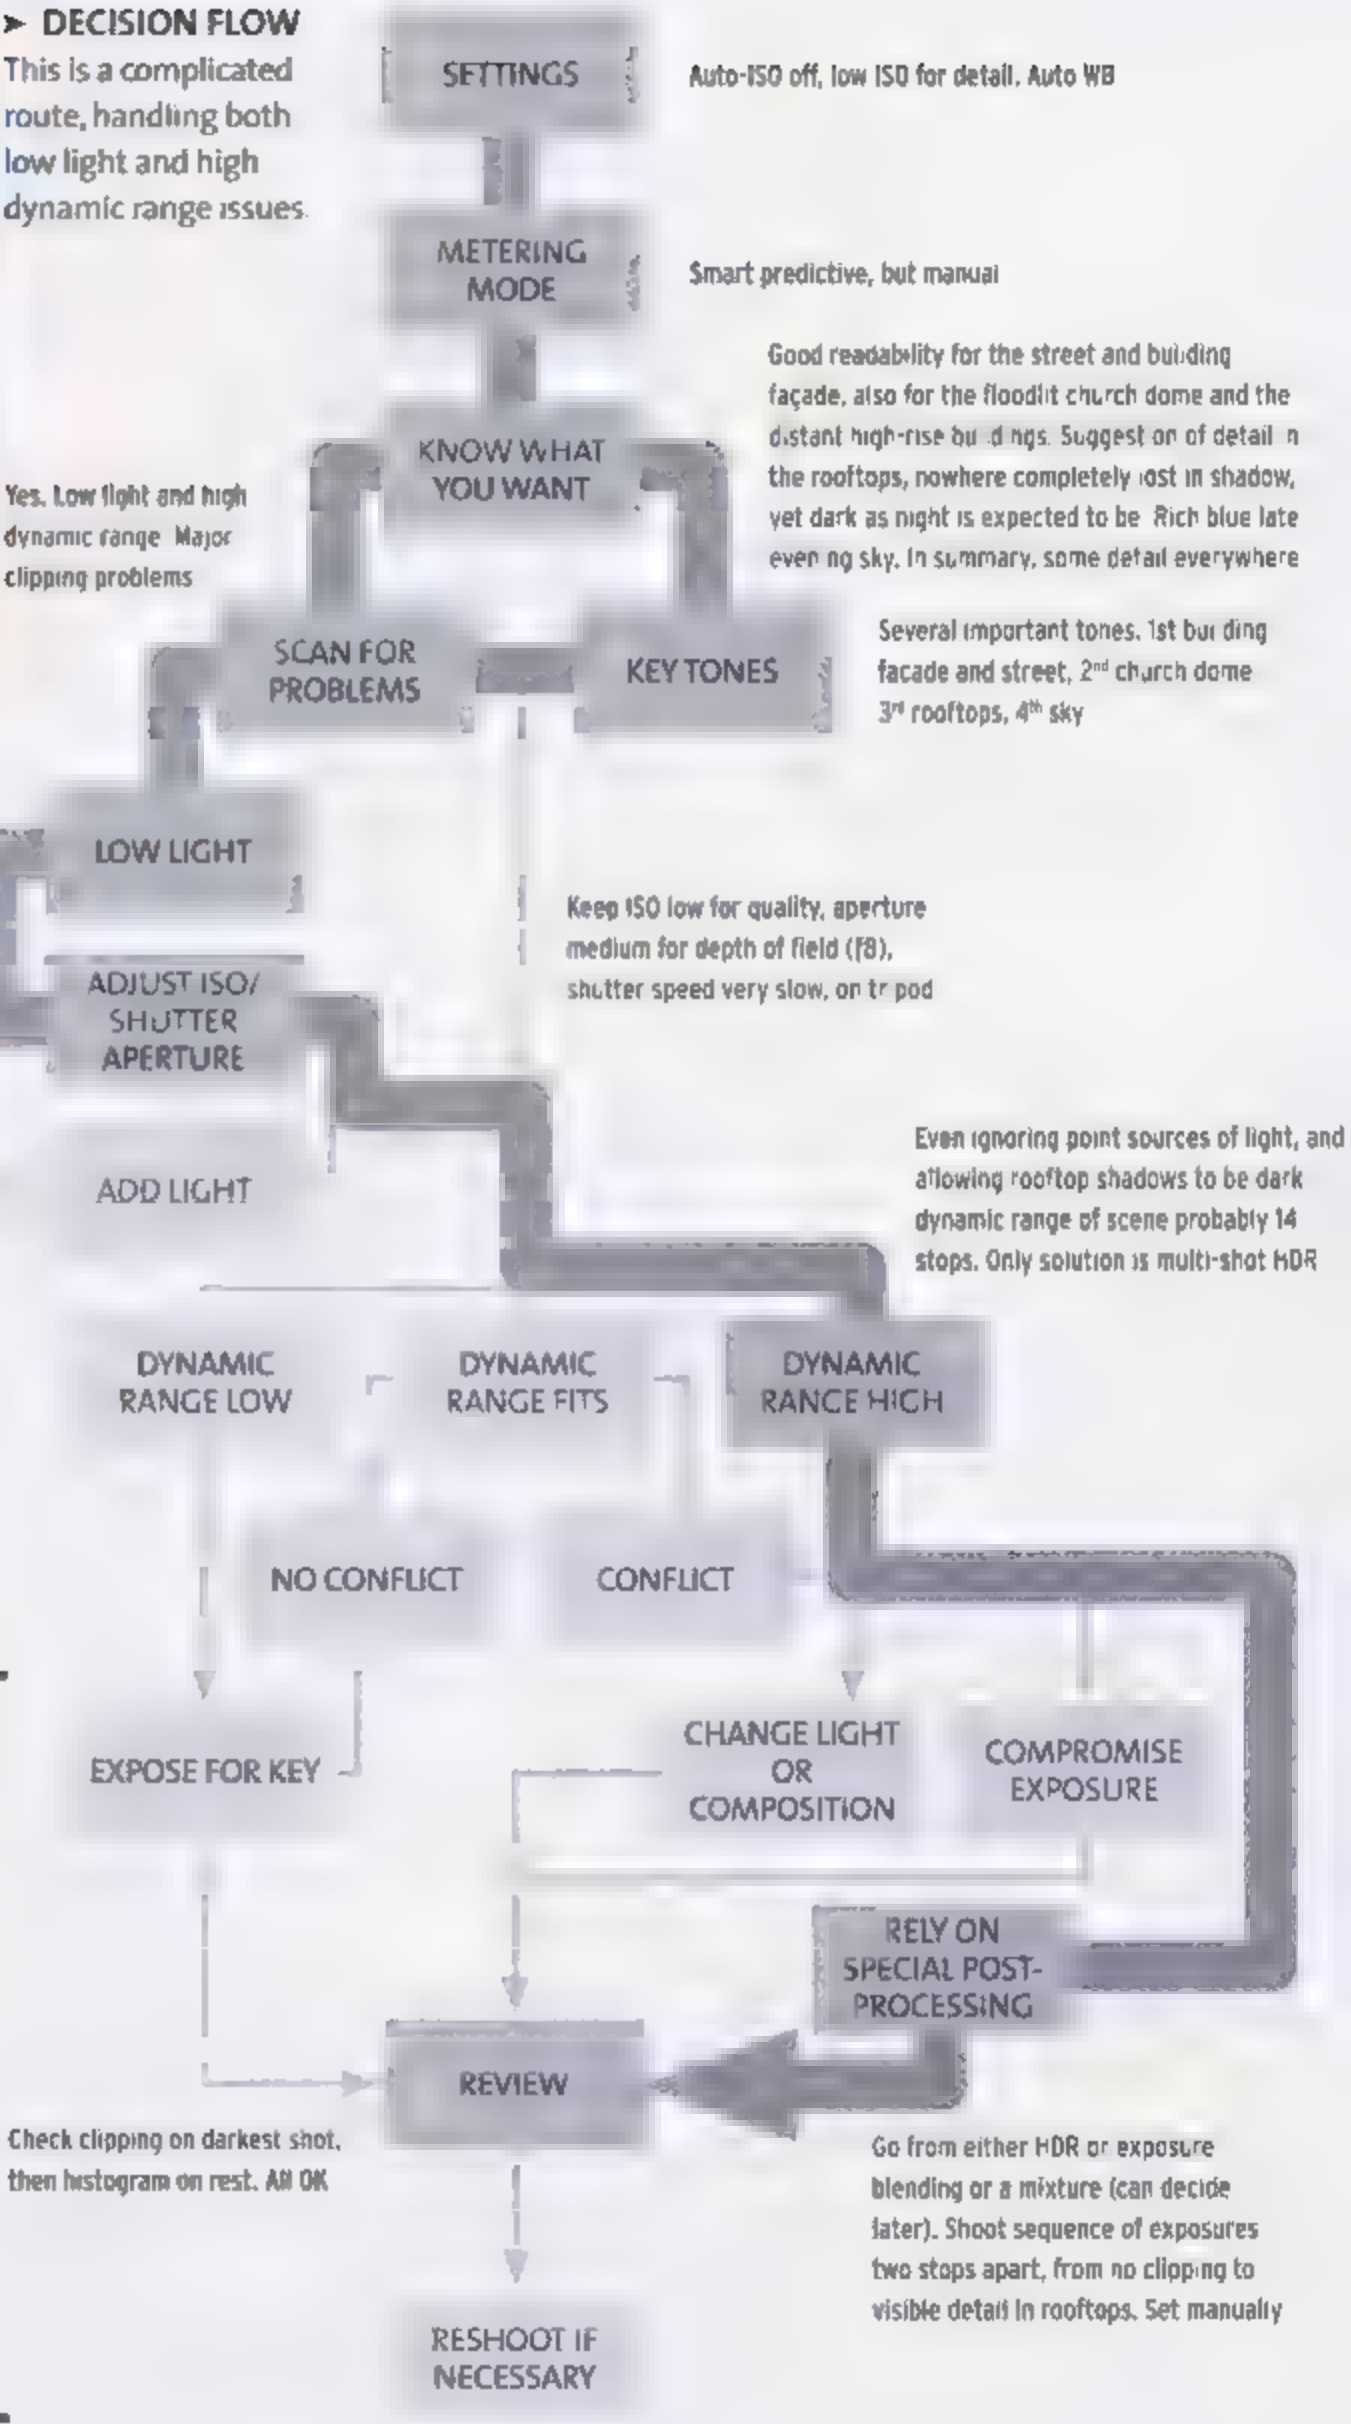 ➤ DECISION FLOW
This is a complicated
route, handling both
low light and high
dynamic range issues.
SETTINGS
Auto-ISO off, low ISO for detail. Auto WB
METERING
MODE
Smart predictive, but manual
KNOW WHAT
YOU WANT
Good readability for the street and building
façade, also for the floodlit church dome and the
distant high-rise buildings. Suggestion of detail in
the rooftops, nowhere completely lost in shadow,
yet dark as night is expected to be. Rich blue late
evening sky. In summary, some detail everywhere
Yes. Low light and high
dynamic range. Major
clipping problems
SCAN FOR
PROBLEMS
KEY TONES
Several important tones. 1st building
facade and street, 2nd church dome
3rd rooftops, 4th sky
LOW LIGHT
Keep ISO low for quality, aperture
medium for depth of field (f8),
shutter speed very slow, on tripod
ADJUST ISO/
SHUTTER
APERTURE
ADD LIGHT
Even ignoring point sources of light, and
allowing rooftop shadows to be dark
dynamic range of scene probably 14
stops. Only solution is multi-shot HDR
DYNAMIC
RANGE LOW
DYNAMIC
RANGE FITS
DYNAMIC
RANGE HIGH
NO CONFLICT
CONFLICT
EXPOSE FOR KEY
CHANGE LIGHT
OR
COMPOSITION
COMPROMISE
EXPOSURE
RELY ON
SPECIAL POST-
PROCESSING
REVIEW
Check clipping on darkest shot,
then histogram on rest. All OK
Go from either HDR or exposure
blending or a mixture (can decide
later). Shoot sequence of exposures
two stops apart, from no clipping to
visible detail in rooftops. Set manually
RESHOOT IF
NECESSARY